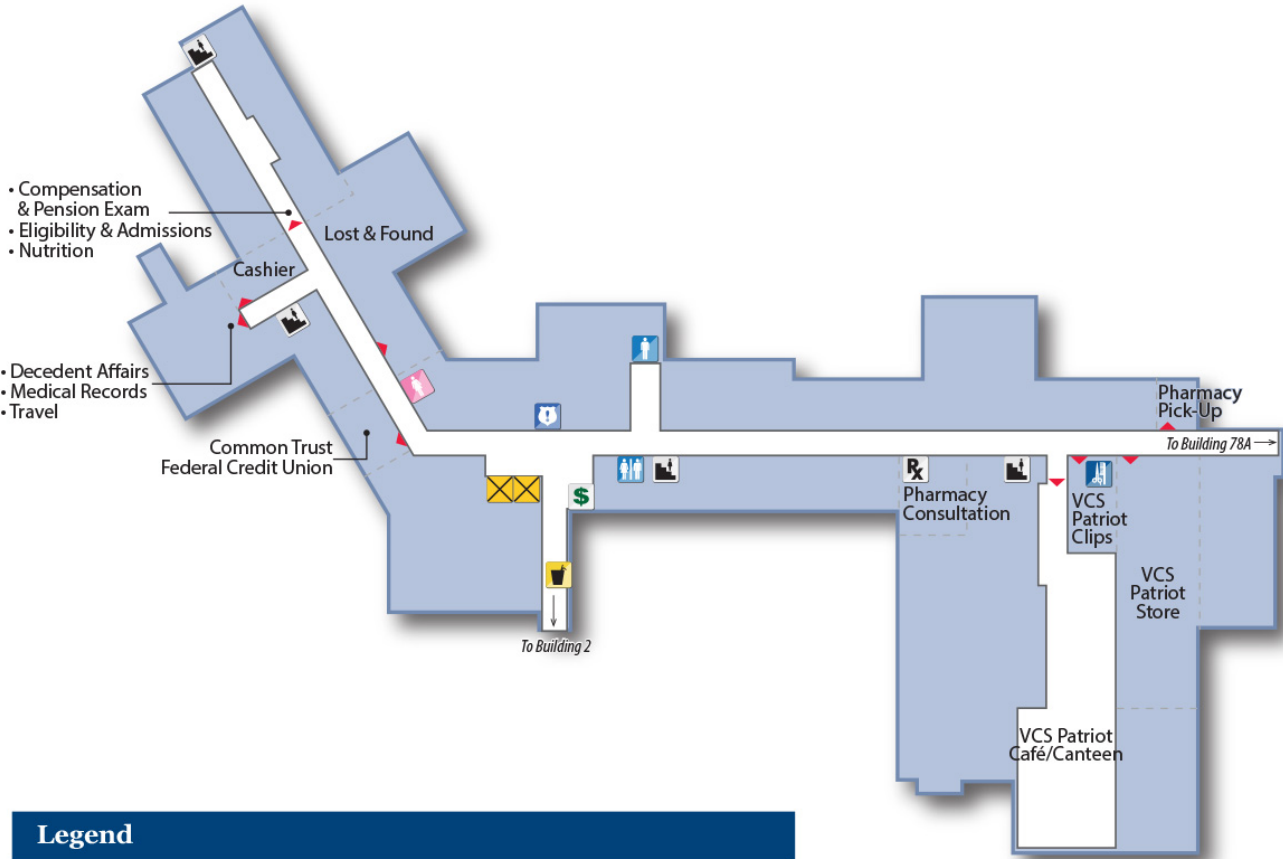 • Compensation
& Pension Exam
• Eligibility & Admissions
• Nutrition
Lost & Found
Cashier
• Decedent Affairs
• Medical Records
• Travel
Common Trust
Federal Credit Union
Pharmacy
Pick-Up
To Building 78A
$
Rx
Pharmacy
Consultation
VCS
Patriot
Clips
VCS
Patriot
Store
To Building 2
VCS Patriot
Café/Canteen
Legend